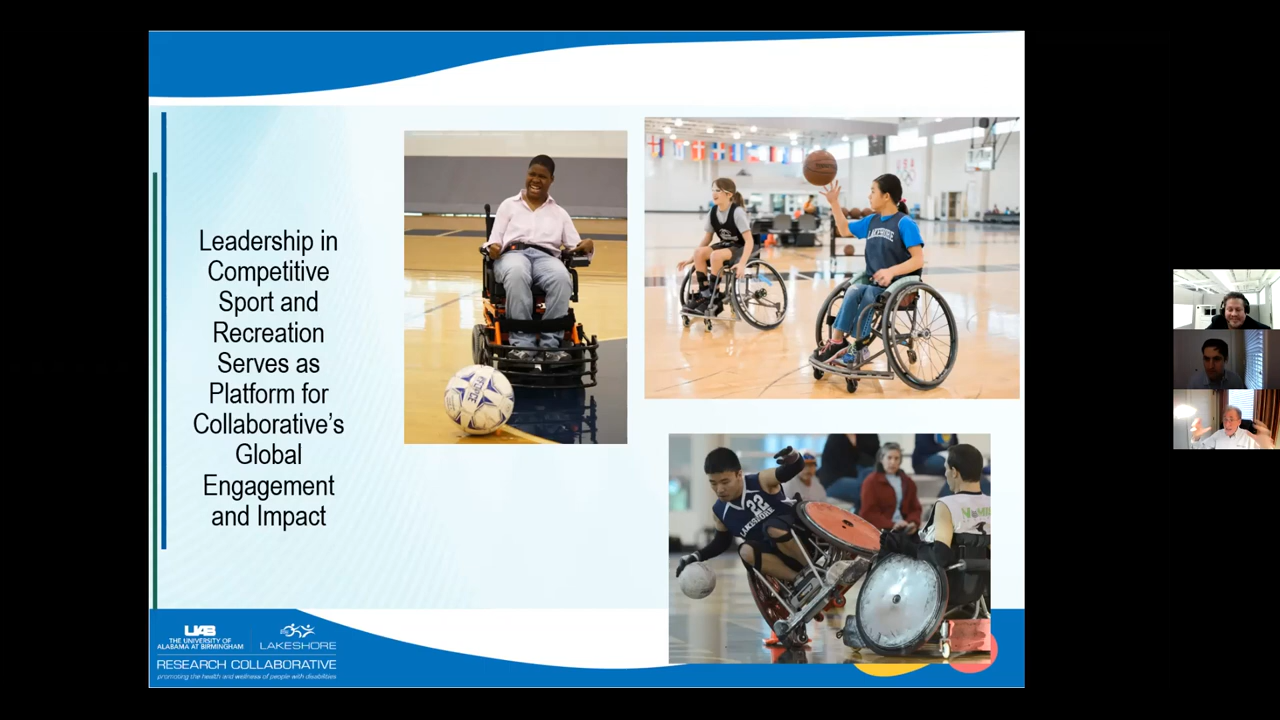 Leadership in
Competitive
Sport and
Recreation
Serves as
Platform for
Collaborative’s
Global
Engagement
and Impact
USA
LAKESHORE
22
LAKESHORE
UAB
THE UNIVERSITY OF
ALABAMA AT BIRMINGHAM
LAKESHORE
RESEARCH COLLABORATIVE
promoting the health and wellness of people with disabilities